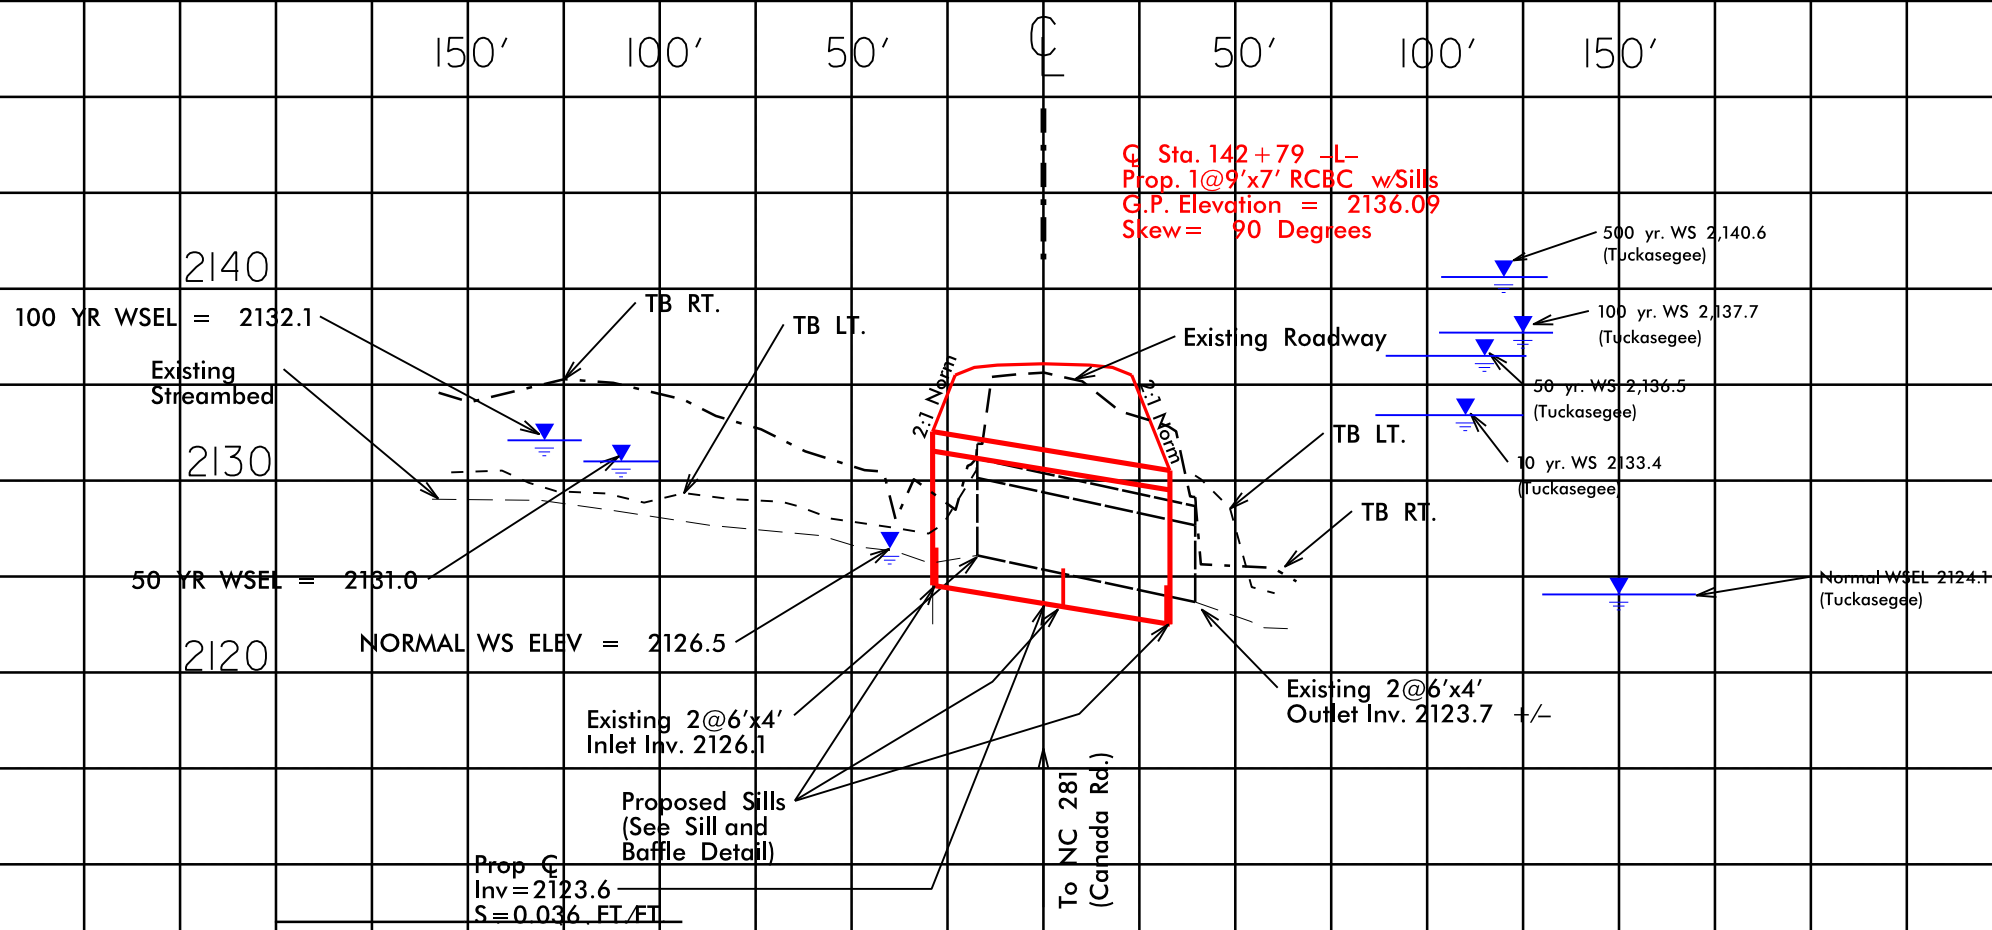 150'
100'
50'
℄
50'
100'
150'
℄ Sta. 142+79 -L-
Prop. 1@9'x7' RCBC w/Sills
G.P. Elevation = 2136.09
Skew= 90 Degrees
500 yr. WS 2,140.6
(Tuckasegee)
2140
100 YR WSEL = 2132.1
TB RT.
TB LT.
Existing Roadway
100 yr. WS 2,137.7
(Tuckasegee)
Existing
Streambed
2:1 Norm
2:1 Norm
50 yr. WS 2,136.5
(Tuckasegee)
TB LT.
2130
10 yr. WS 2133.4
(Tuckasegee)
TB RT.
50 YR WSEL = 2131.0
Normal WSEL 2124.1
(Tuckasegee)
NORMAL WS ELEV = 2126.5
2120
Existing 2@6'x4'
Inlet Inv. 2126.1
Existing 2@6'x4'
Outlet Inv. 2123.7 +/-
Proposed Sills
(See Sill and
Baffle Detail)
To NC 281
(Canada Rd.)
Prop ℄
Inv=2123.6
S=0.036 FT/FT.